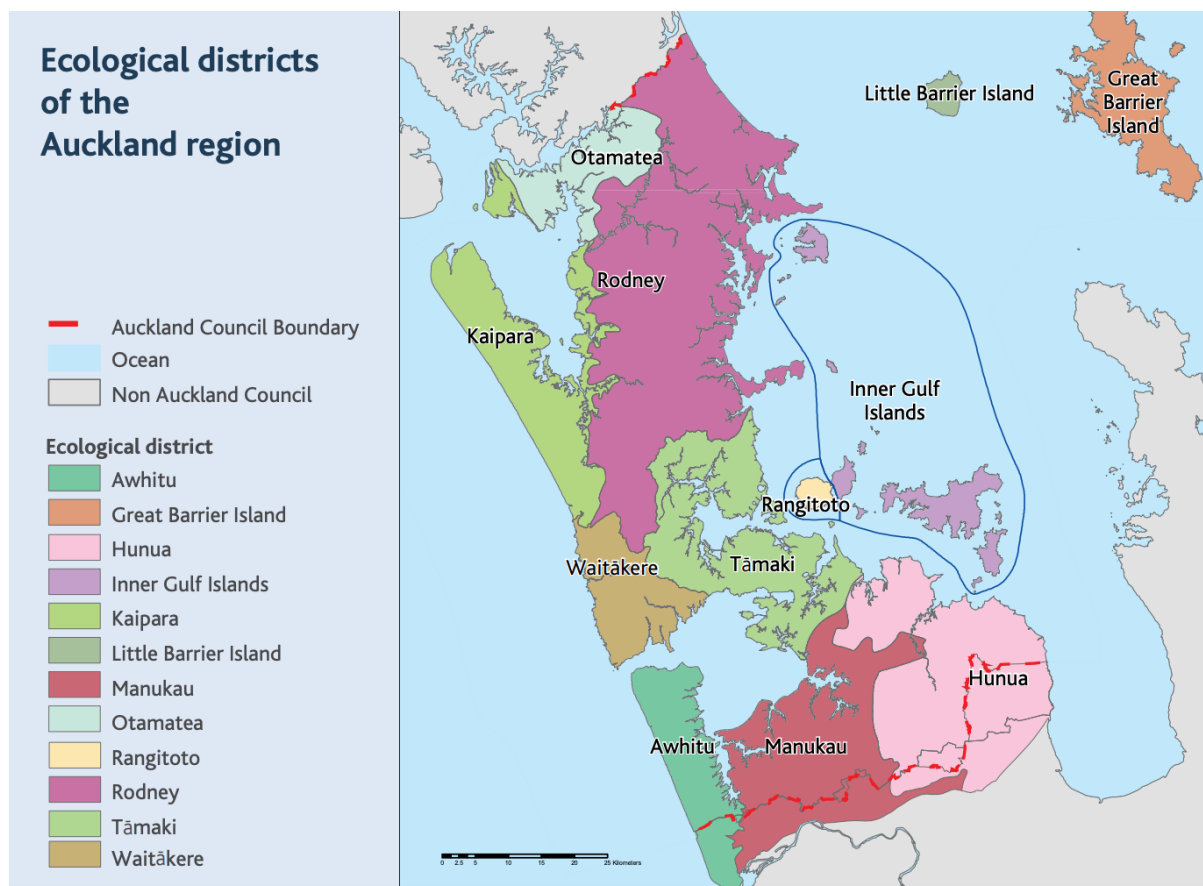 Ecological districts
of the
Auckland region
Auckland Council Boundary
Ocean
Non Auckland Council
Ecological district
Awhitu
Great Barrier Island
Hunua
Inner Gulf Islands
Kaipara
Little Barrier Island
Manukau
Otamatea
Rangitoto
Rodney
Tāmaki
Waitākere
Little Barrier Island
Great
Barrier
Island
Otamatea
Rodney
Kaipara
Inner Gulf
Islands
Rangitoto
Waitākere
Tāmaki
Hunua
Awhitu
Manukau
0 2.5 5 10 15 20 25 Kilometers